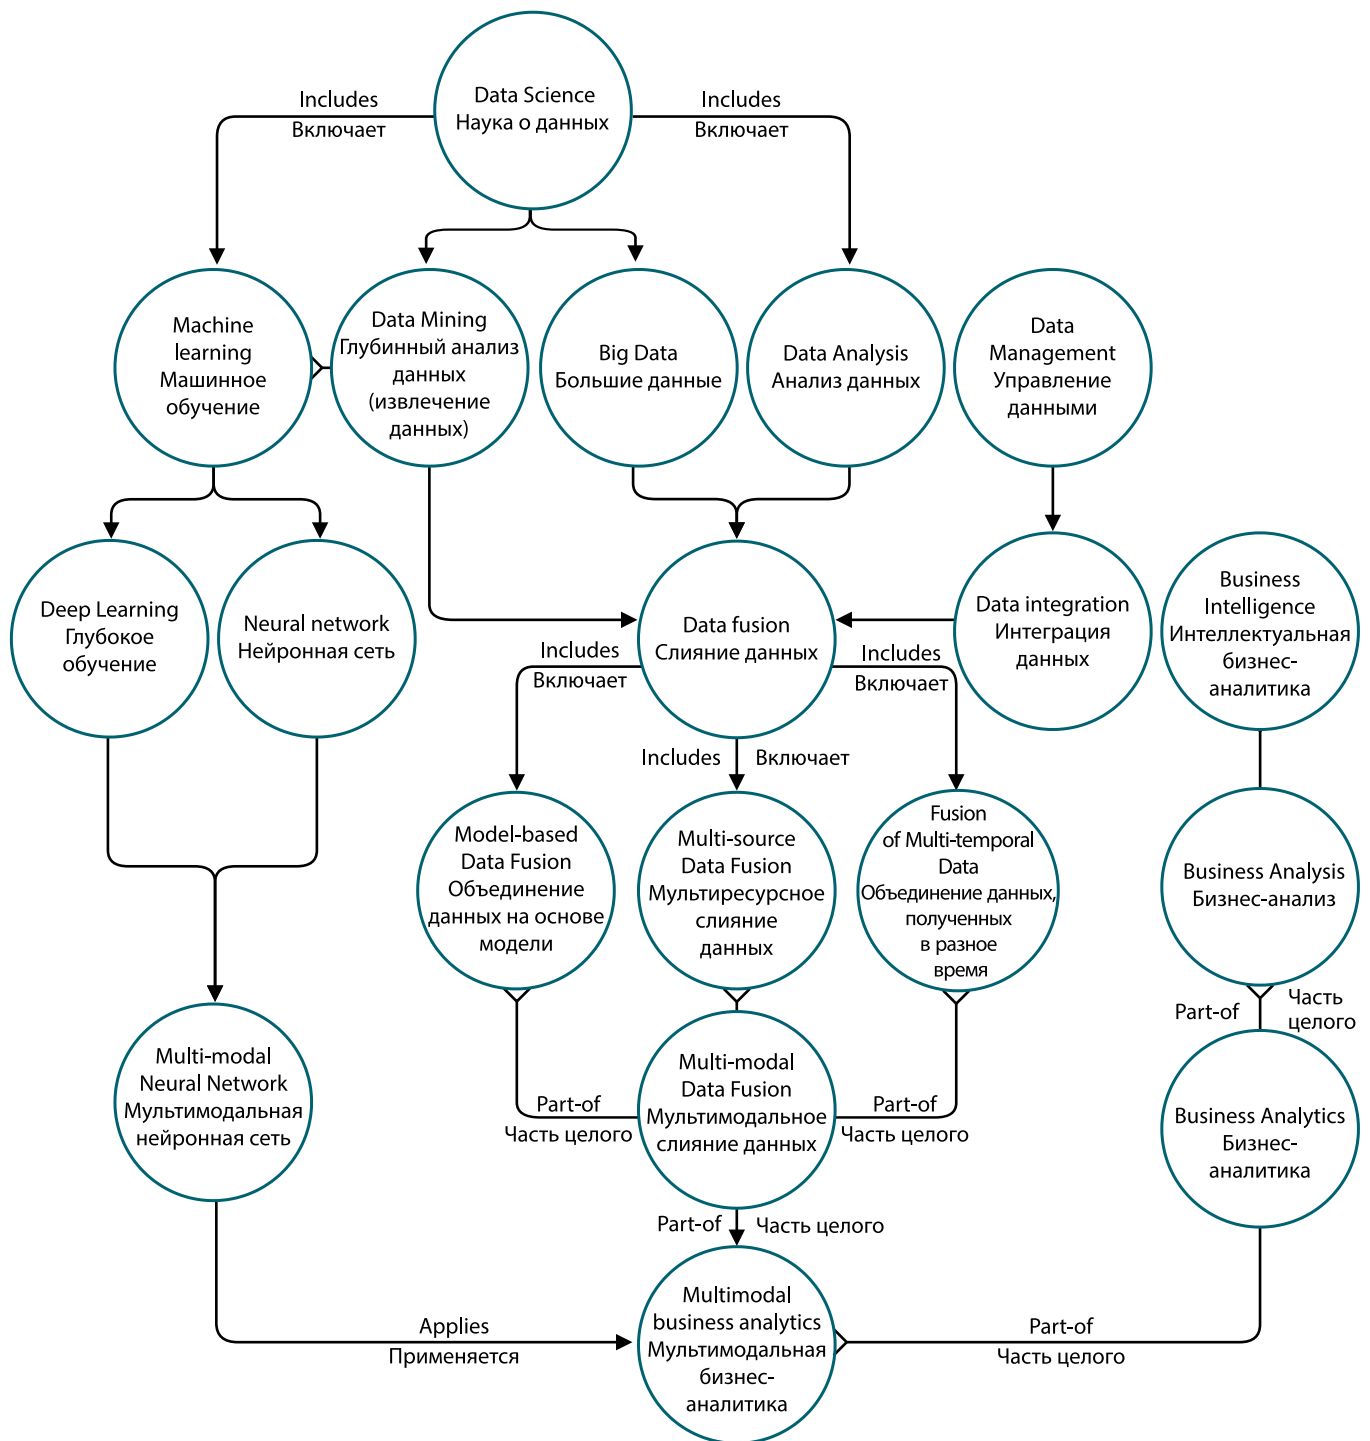 Includes
Включает
Data Science
Наука о данных
Includes
Включает
Machine
learning
Машинное
обучение
Data Mining
Глубинный анализ
данных
(извлечение
данных)
Big Data
Большие данные
Data Analysis
Анализ данных
Data
Management
Управление
данными
Deep Learning
Глубокое
обучение
Neural network
Нейронная сеть
Data fusion
Слияние данных
Data integration
Интеграция
данных
Business
Intelligence
Интеллектуальная
бизнес-
аналитика
Includes
Включает
Includes
Включает
Includes
Включает
Model-based
Data Fusion
Объединение
данных на основе
модели
Multi-source
Data Fusion
Мультиресурсное
слияние
данных
Fusion
of Multi-temporal
Data
Объединение данных,
полученных
в разное
время
Business Analysis
Бизнес-анализ
Part-of
Часть
целого
Multi-modal
Neural Network
Мультимодальная
нейронная сеть
Part-of
Часть целого
Multi-modal
Data Fusion
Мультимодальное
слияние данных
Part-of
Часть целого
Business Analytics
Бизнес-
аналитика
Part-of
Часть целого
Applies
Применяется
Multimodal
business analytics
Мультимодальная
бизнес-
аналитика
Part-of
Часть целого